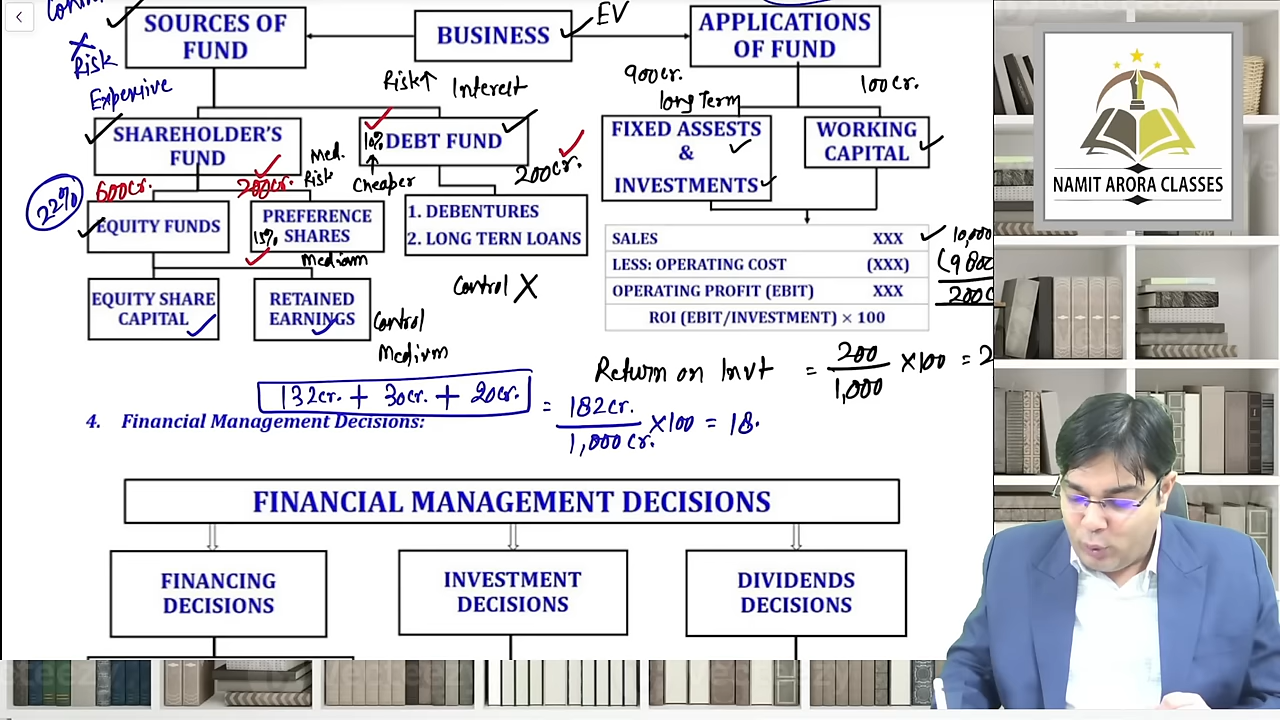 SOURCES OF
FUND
BUSINESS
EV
APPLICATIONS
OF FUND
X
Risk
Expensive
Risk↑
Interest
900cr.
long Term
100cr.
SHAREHOLDER'S
FUND
10%
DEBT FUND
Cheaper
200cr.
FIXED ASSESTS
&
INVESTMENTS
WORKING
CAPITAL
22%
600cr.
200cr.
Med.
Risk
EQUITY FUNDS
PREFERENCE
SHARES
15%
medium
1. DEBENTURES
2. LONG TERN LOANS
Control X
EQUITY SHARE
CAPITAL
RETAINED
EARNINGS
Control
Medium
SALES XXX
10,000
LESS: OPERATING COST (XXX)
OPERATING PROFIT (EBIT) XXX
ROI (EBIT/INVESTMENT) × 100
Return on Invt = 200/1,000 ×100 = 2
132cr. + 30cr. + 20cr. = 182cr./1,000cr. ×100 = 18.
4. Financial Management Decisions:
FINANCIAL MANAGEMENT DECISIONS
FINANCING
DECISIONS
INVESTMENT
DECISIONS
DIVIDENDS
DECISIONS
NAMIT ARORA CLASSES